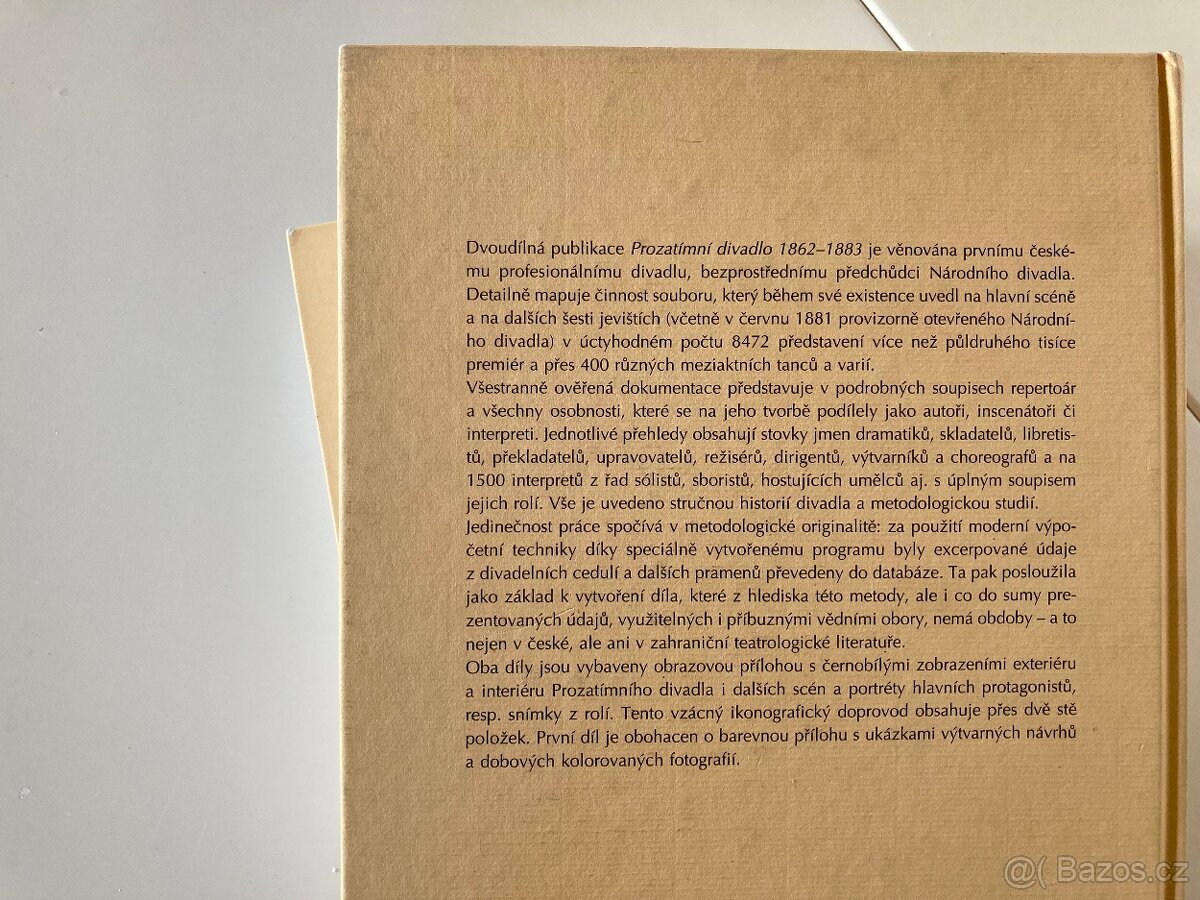 Dvoudílná publikace Prozatímní divadlo 1862–1883 je věnována prvnímu české-
mu profesionálnímu divadlu, bezprostřednímu předchůdci Národního divadla.
Detailně mapuje činnost souboru, který během své existence uvedl na hlavní scéně
a na dalších šesti jevištích (včetně v červnu 1881 provizorně otevřeného Národní-
ho divadla) v úctyhodném počtu 8472 představení více než půldruhého tisíce
premiér a přes 400 různých meziaktních tanců a varií.
Všestranně ověřená dokumentace představuje v podrobných soupisech repertoár
a všechny osobnosti, které se na jeho tvorbě podílely jako autoři, inscenátoři či
interpreti. Jednotlivé přehledy obsahují stovky jmen dramatiků, skladatelů, libretis-
tů, překladatelů, upravovatelů, režisérů, dirigentů, výtvarníků a choreografů a na
1500 interpretů z řad sólistů, sboristů, hostujících umělců aj. s úplným soupisem
jejich rolí. Vše je uvedeno stručnou historií divadla a metodologickou studií.
Jedinečnost práce spočívá v metodologické originalitě: za použití moderní výpo-
četní techniky díky speciálně vytvořenému programu byly excerpované údaje
z divadelních cedulí a dalších pramenů převedeny do databáze. Ta pak posloužila
jako základ k vytvoření díla, které z hlediska této metody, ale i co do sumy pre-
zentovaných údajů, využitelných i příbuznými vědními obory, nemá obdoby – a to
nejen v české, ale ani v zahraniční teatrologické literatuře.
Oba díly jsou vybaveny obrazovou přílohou s černobílými zobrazeními exteriéru
a interiéru Prozatímního divadla i dalších scén a portréty hlavních protagonistů,
resp. snímky z rolí. Tento vzácný ikonografický doprovod obsahuje přes dvě stě
položek. První díl je obohacen o barevnou přílohu s ukázkami výtvarných návrhů
a dobových kolorovaných fotografií.
@( Bazos.cz